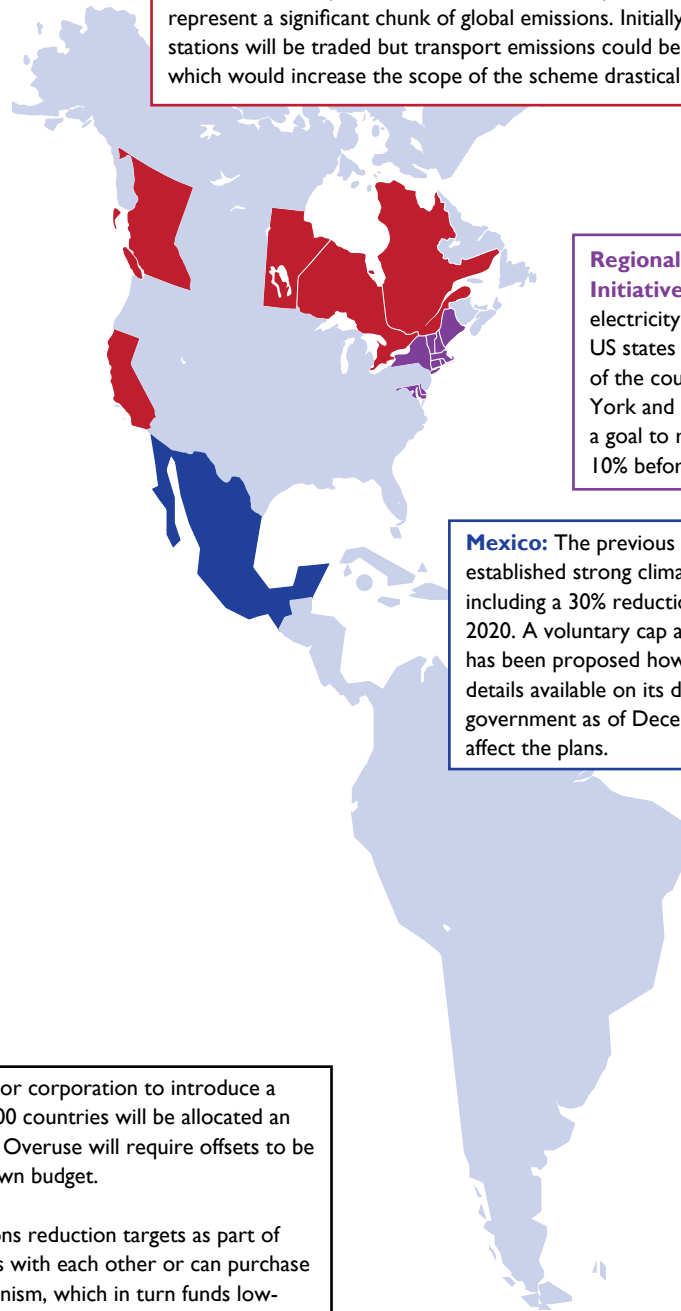 represent a significant chunk of global emissions. Initially
stations will be traded but transport emissions could be
which would increase the scope of the scheme drastical
Regional
Initiative
electricity
US states
of the cou
York and
a goal to r
10% befor
Mexico: The previous
established strong clima
including a 30% reductio
2020. A voluntary cap a
has been proposed how
details available on its d
government as of Dece
affect the plans.
or corporation to introduce a
00 countries will be allocated an
Overuse will require offsets to be
wn budget.
ons reduction targets as part of
s with each other or can purchase
nism, which in turn funds low-